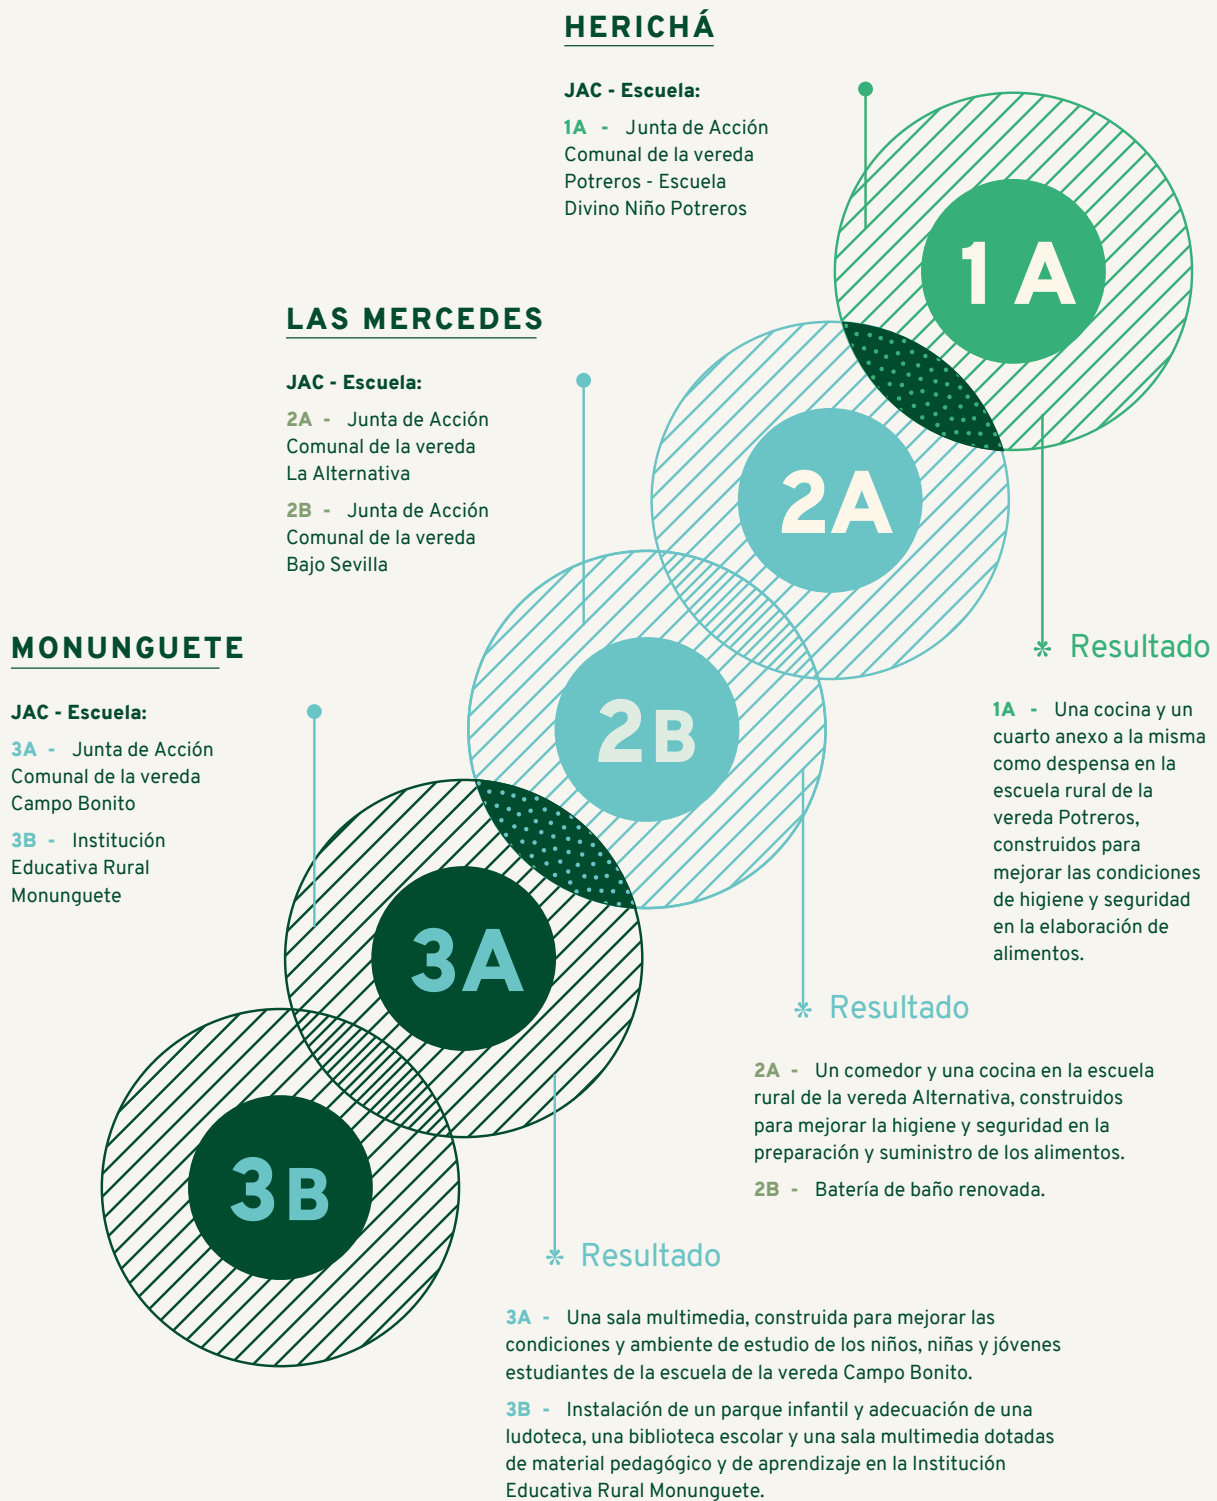 HERICHÁ
JAC - Escuela:
1A - Junta de Acción
Comunal de la vereda
Potreros - Escuela
Divino Niño Potreros
1 A
LAS MERCEDES
JAC - Escuela:
2A - Junta de Acción
Comunal de la vereda
La Alternativa
2B - Junta de Acción
Comunal de la vereda
Bajo Sevilla
2A
MONUNGUETE
JAC - Escuela:
3A - Junta de Acción
Comunal de la vereda
Campo Bonito
3B - Institución
Educativa Rural
Monunguete
2B
* Resultado
1A - Una cocina y un
cuarto anexo a la misma
como despensa en la
escuela rural de la
vereda Potreros,
construidos para
mejorar las condiciones
de higiene y seguridad
en la elaboración de
alimentos.
3A
* Resultado
2A - Un comedor y una cocina en la escuela
rural de la vereda Alternativa, construidos
para mejorar la higiene y seguridad en la
preparación y suministro de los alimentos.
2B - Batería de baño renovada.
3B
* Resultado
3A - Una sala multimedia, construida para mejorar las
condiciones y ambiente de estudio de los niños, niñas y jóvenes
estudiantes de la escuela de la vereda Campo Bonito.
3B - Instalación de un parque infantil y adecuación de una
ludoteca, una biblioteca escolar y una sala multimedia dotadas
de material pedagógico y de aprendizaje en la Institución
Educativa Rural Monunguete.